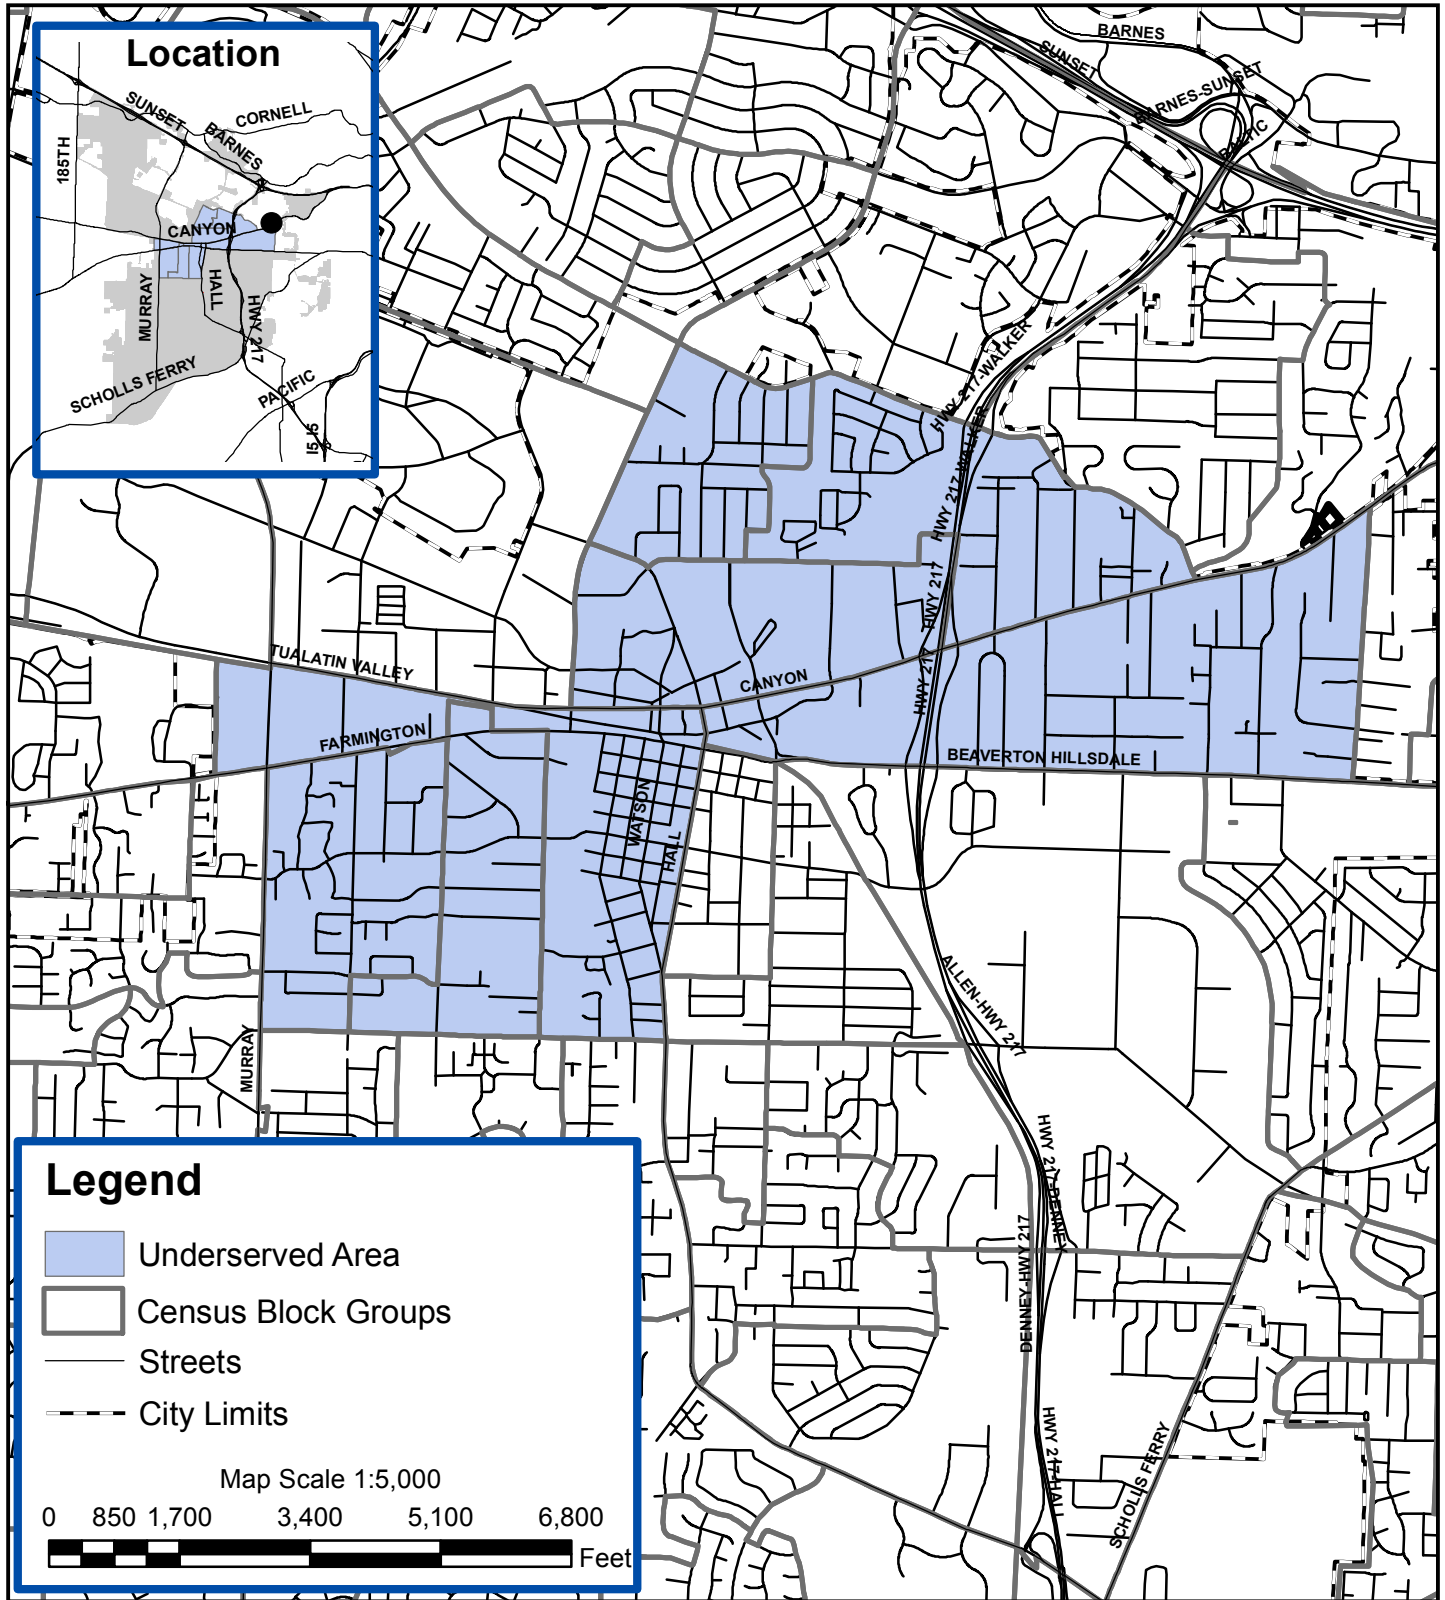 Location
SUNSET
CORNELL
BARNES
185TH
CANYON
MURRAY
HALL
HWY 217
SCHOLLS FERRY
PACIFIC
I5 I5
BARNES
SUNSET
BARNES-SUNSET
BALTIC
HWY 217-WALKER
HWY 217-WALKER
HWY 217
HWY 217
HWY 217
TUALATIN VALLEY
CANYON
FARMINGTON
BEAVERTON HILLSDALE
WATSON
HALL
ALLEN-HWY 217
MURRAY
HWY 217-DENNEY
DENNEY-HWY 217
HWY 217-HALL
SCHOLLS FERRY
Legend
Underserved Area
Census Block Groups
Streets
City Limits
Map Scale 1:5,000
0 850 1,700 3,400 5,100 6,800
Feet